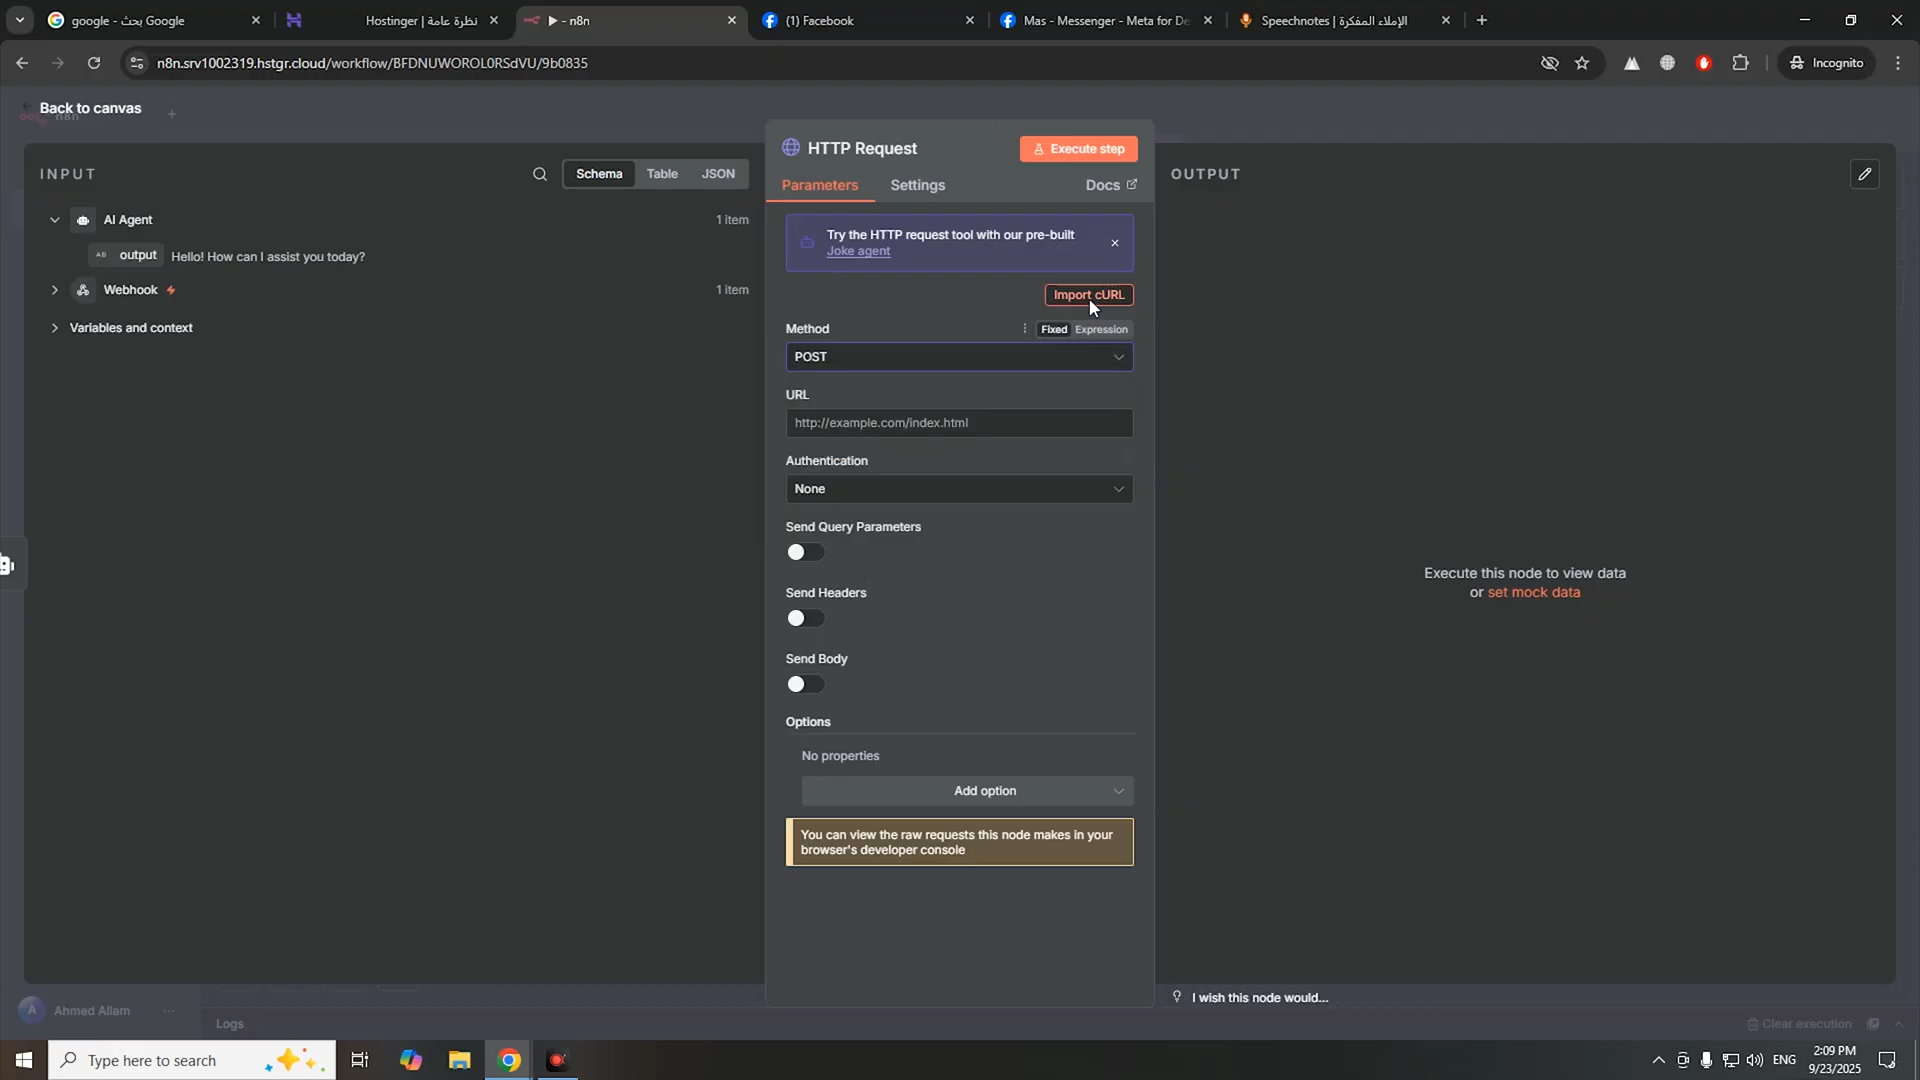 google - بحث Google
Hostinger | نظرة عامة
▶ - n8n
(1) Facebook
Mas - Messenger - Meta for De
Speechnotes | الإملاء المفكرة
n8n.srv1002319.hstgr.cloud/workflow/BFDNUWOROL0RSdVU/9b0835
Incognito
Back to canvas
n8n
HTTP Request
Execute step
INPUT
Schema
Table
JSON
OUTPUT
Parameters
Settings
Docs
AI Agent
1 item
AB output
Hello! How can I assist you today?
Webhook
1 item
Variables and context
Try the HTTP request tool with our pre-built
Joke agent
Import cURL
Method
Fixed
Expression
POST
URL
http://example.com/index.html
Authentication
None
Send Query Parameters
Send Headers
Send Body
Options
No properties
Add option
You can view the raw requests this node makes in your
browser's developer console
Execute this node to view data
or set mock data
I wish this node would...
A Ahmed Allam
Logs
Clear execution
Type here to search
ENG
2:09 PM
9/23/2025